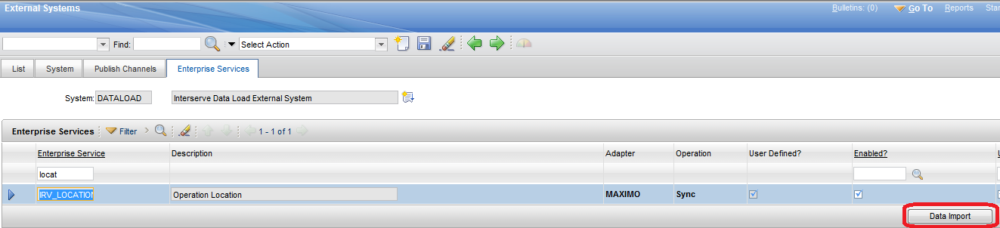 External Systems Bulletins: (0) Go To Reports
Find: Select Action
List System Publish Channels Enterprise Services
System: DATALOAD Interserve Data Load External System
Enterprise Services Filter 1 - 1 of 1
Enterprise Service Description Adapter Operation User Defined? Enabled?
locat
IRV_LOCATION Operation Location MAXIMO Sync
Data Import